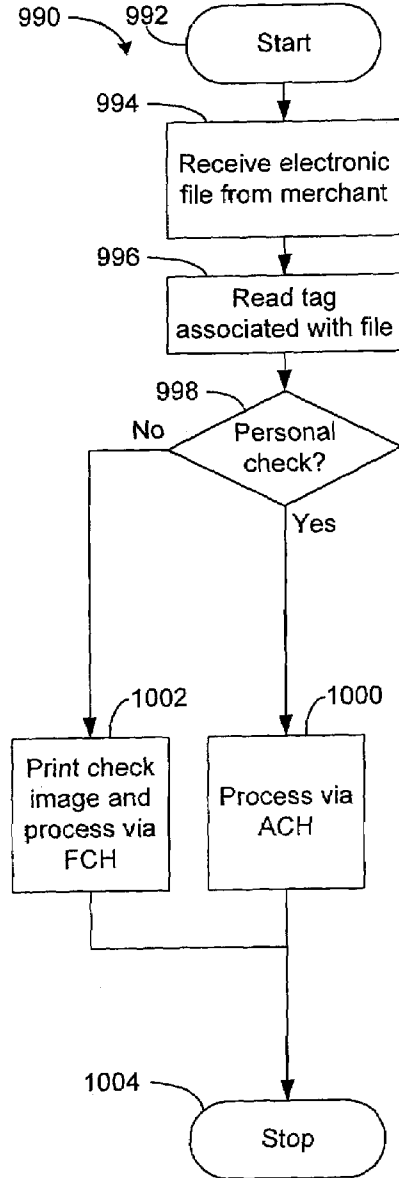 990
992
Start
994
Receive electronic
file from merchant
996
Read tag
associated with file
998
Personal
check?
No
Yes
1002
1000
Print check
image and
process via
FCH
Process via
ACH
1004
Stop